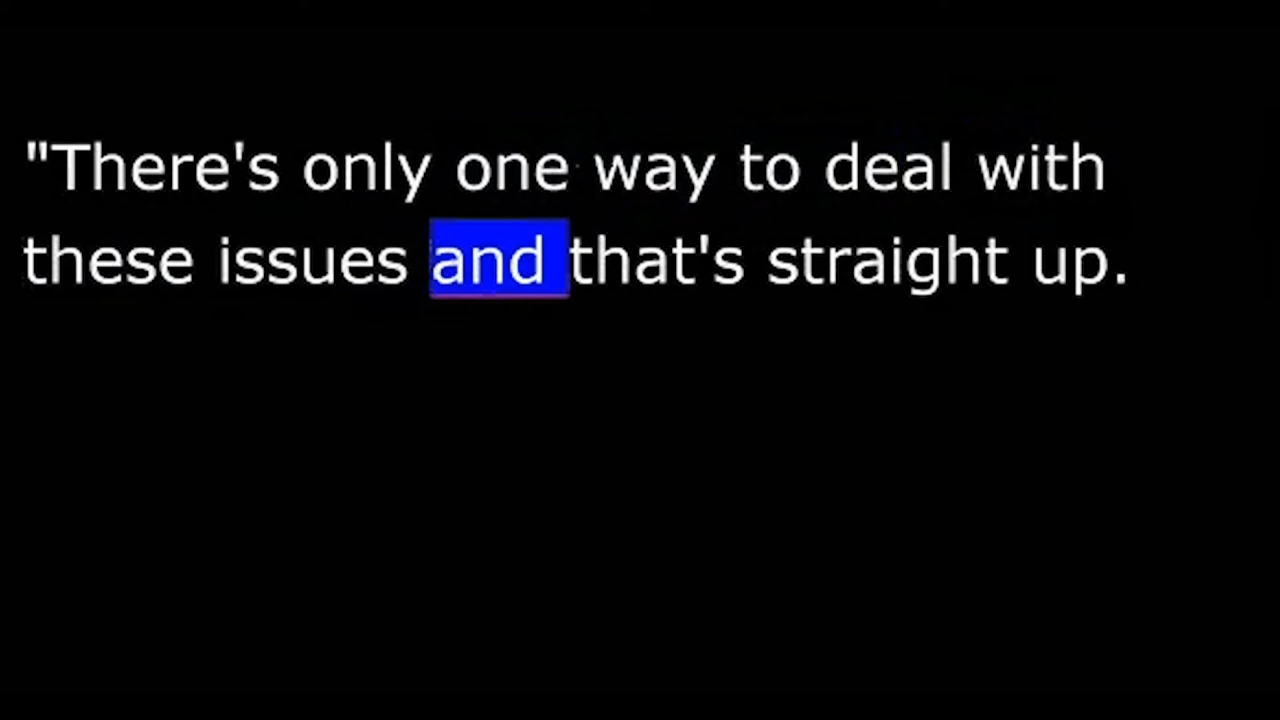 "There's only one way to deal with
these issues and that's straight up.